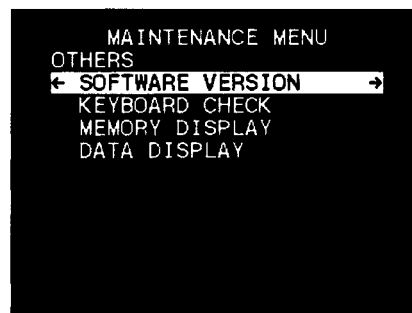 MAINTENANCE MENU
OTHERS
← SOFTWARE VERSION →
KEYBOARD CHECK
MEMORY DISPLAY
DATA DISPLAY